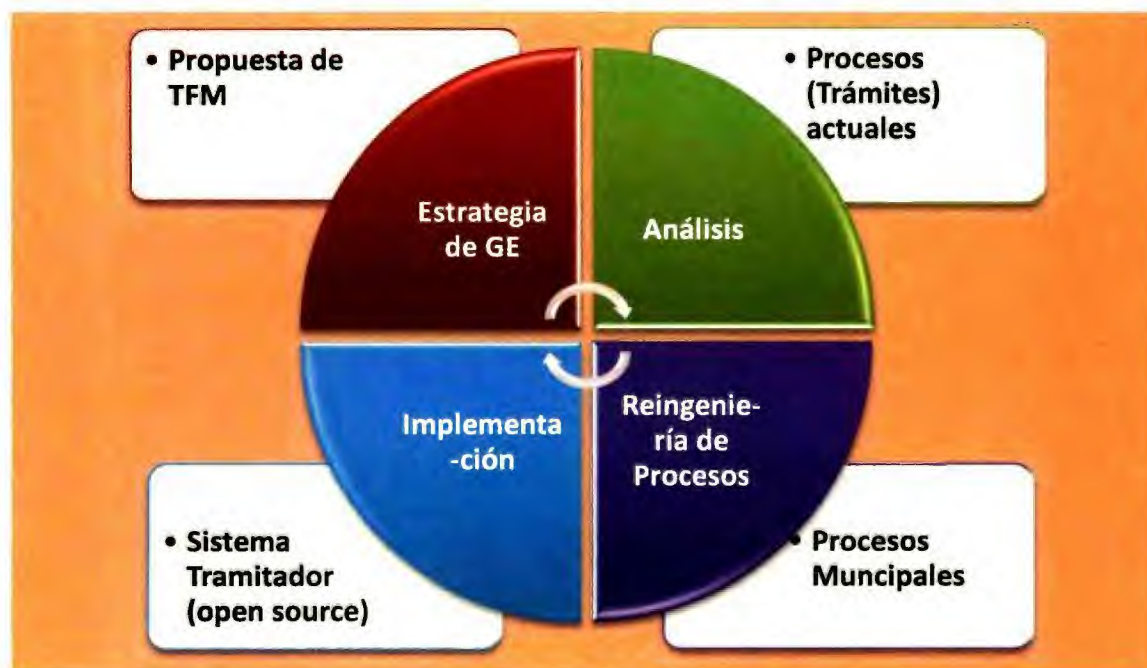 • Propuesta de
TFM
• Procesos
(Trámites)
actuales
Estrategia
de GE
Análisis
Implementa
-ción
Reingenie-
ría de
Procesos
• Sistema
Tramitador
(open source)
• Procesos
Muncipales